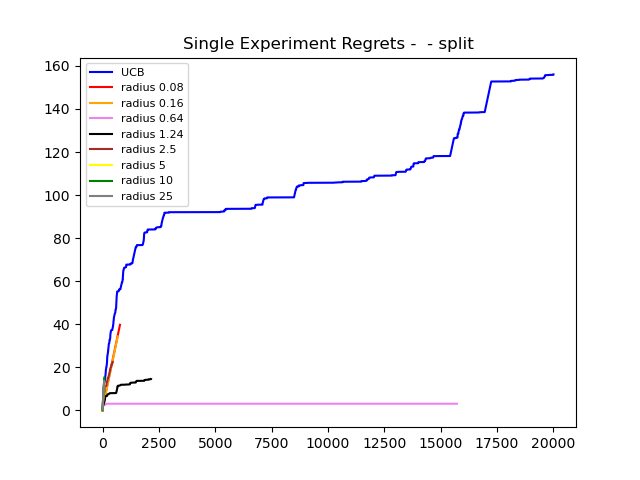 Single Experiment Regrets -  - split
160
140
120
100
80
60
40
20
0
UCB
radius 0.08
radius 0.16
radius 0.64
radius 1.24
radius 2.5
radius 5
radius 10
radius 25
0 2500 5000 7500 10000 12500 15000 17500 20000